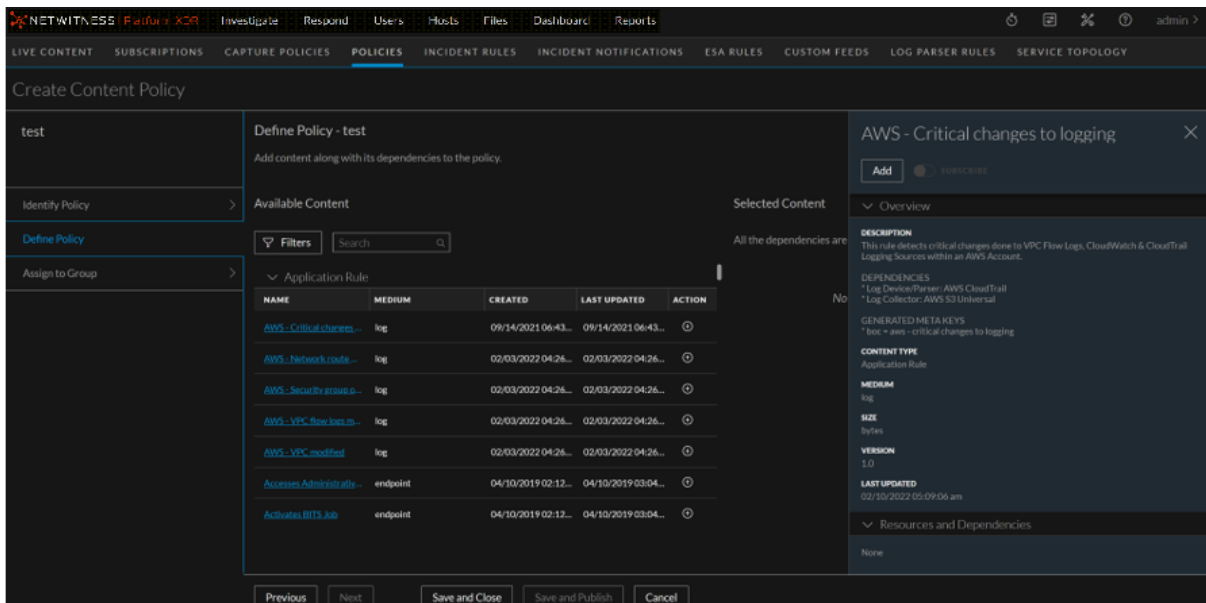 NETWITNESS Platform XDR Investigate Respond Users Hosts Files Dashboard Reports admin >
LIVE CONTENT SUBSCRIPTIONS CAPTURE POLICIES POLICIES INCIDENT RULES INCIDENT NOTIFICATIONS ESA RULES CUSTOM FEEDS LOG PARSER RULES SERVICE TOPOLOGY
Create Content Policy
test
Identify Policy
Define Policy
Assign to Group
Define Policy - test
Add content along with its dependencies to the policy.
Available Content
Filters Search
Application Rule
NAME MEDIUM CREATED LAST UPDATED ACTION
AWS - Critical changes ... log 09/14/2021 06:43... 09/14/2021 06:43...
AWS - Network route ... log 02/03/2022 04:26... 02/03/2022 04:26...
AWS - Security group o... log 02/03/2022 04:26... 02/03/2022 04:26...
AWS - VPC flow logs m... log 02/03/2022 04:26... 02/03/2022 04:26...
AWS - VPC modified log 02/03/2022 04:26... 02/03/2022 04:26...
Accesses Administrativ... endpoint 04/10/2019 02:12... 04/10/2019 03:04...
Activates BITS Job endpoint 04/10/2019 02:12... 04/10/2019 03:04...
Selected Content
All the dependencies are
No
AWS - Critical changes to logging
Add SUBSCRIBE
Overview
DESCRIPTION
This rule detects critical changes done to VPC Flow Logs, CloudWatch & CloudTrail
Logging Sources within an AWS Account.
DEPENDENCIES
* Log Device/Parser: AWS CloudTrail
* Log Collector: AWS S3 Universal
GENERATED META KEYS
* boc = aws - critical changes to logging
CONTENT TYPE
Application Rule
MEDIUM
log
SIZE
bytes
VERSION
1.0
LAST UPDATED
02/10/2022 05:09:06 am
Resources and Dependencies
None
Previous Next Save and Close Save and Publish Cancel